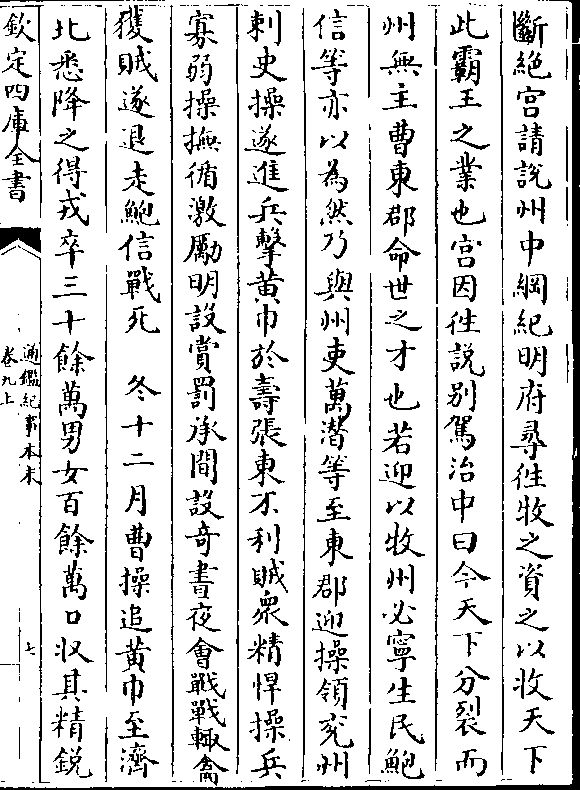 斷絶宫請說州中綱紀明府尋徃牧之資之以收天下
此霸王之業也宫因徃說别駕治中曰今天下分裂而
州無主曹東郡命世之才也若迎以牧州必寧生民鮑
信等亦以為然乃與州吏萬潛等至東郡迎操領兖州
刺史操遂進兵擊黄巾於壽張東不利賊衆精悍操兵
寡弱操撫循激勵明設賞罰承間設竒晝夜會戰戰輒禽
獲賊遂退走鮑信戰死　冬十二月曹操追黄巾至濟
北悉降之得戎卒三十餘萬男女百餘萬口收其精鋭
欽定四庫全書
通鑑紀事本末
卷九上
七